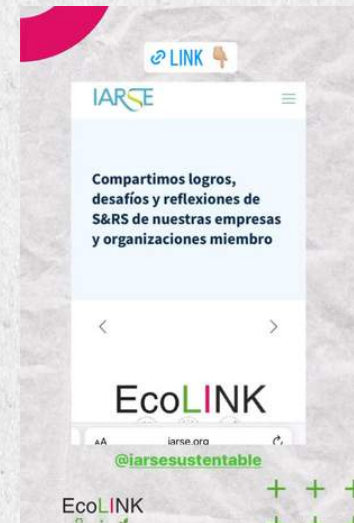 LINK
IARSE
Compartimos logros,
desafíos y reflexiones de
S&RS de nuestras empresas
y organizaciones miembro
EcoLINK
AA
iarse.org
@iarsesustentable
EcoLINK